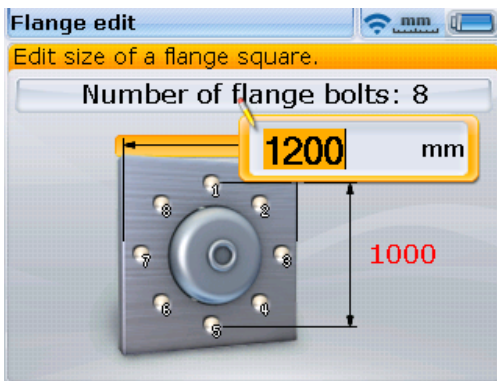 Flange edit
mm
Edit size of a flange square.
Number of flange bolts: 8
1200 mm
1
8
2
1000
7
3
6
4
5